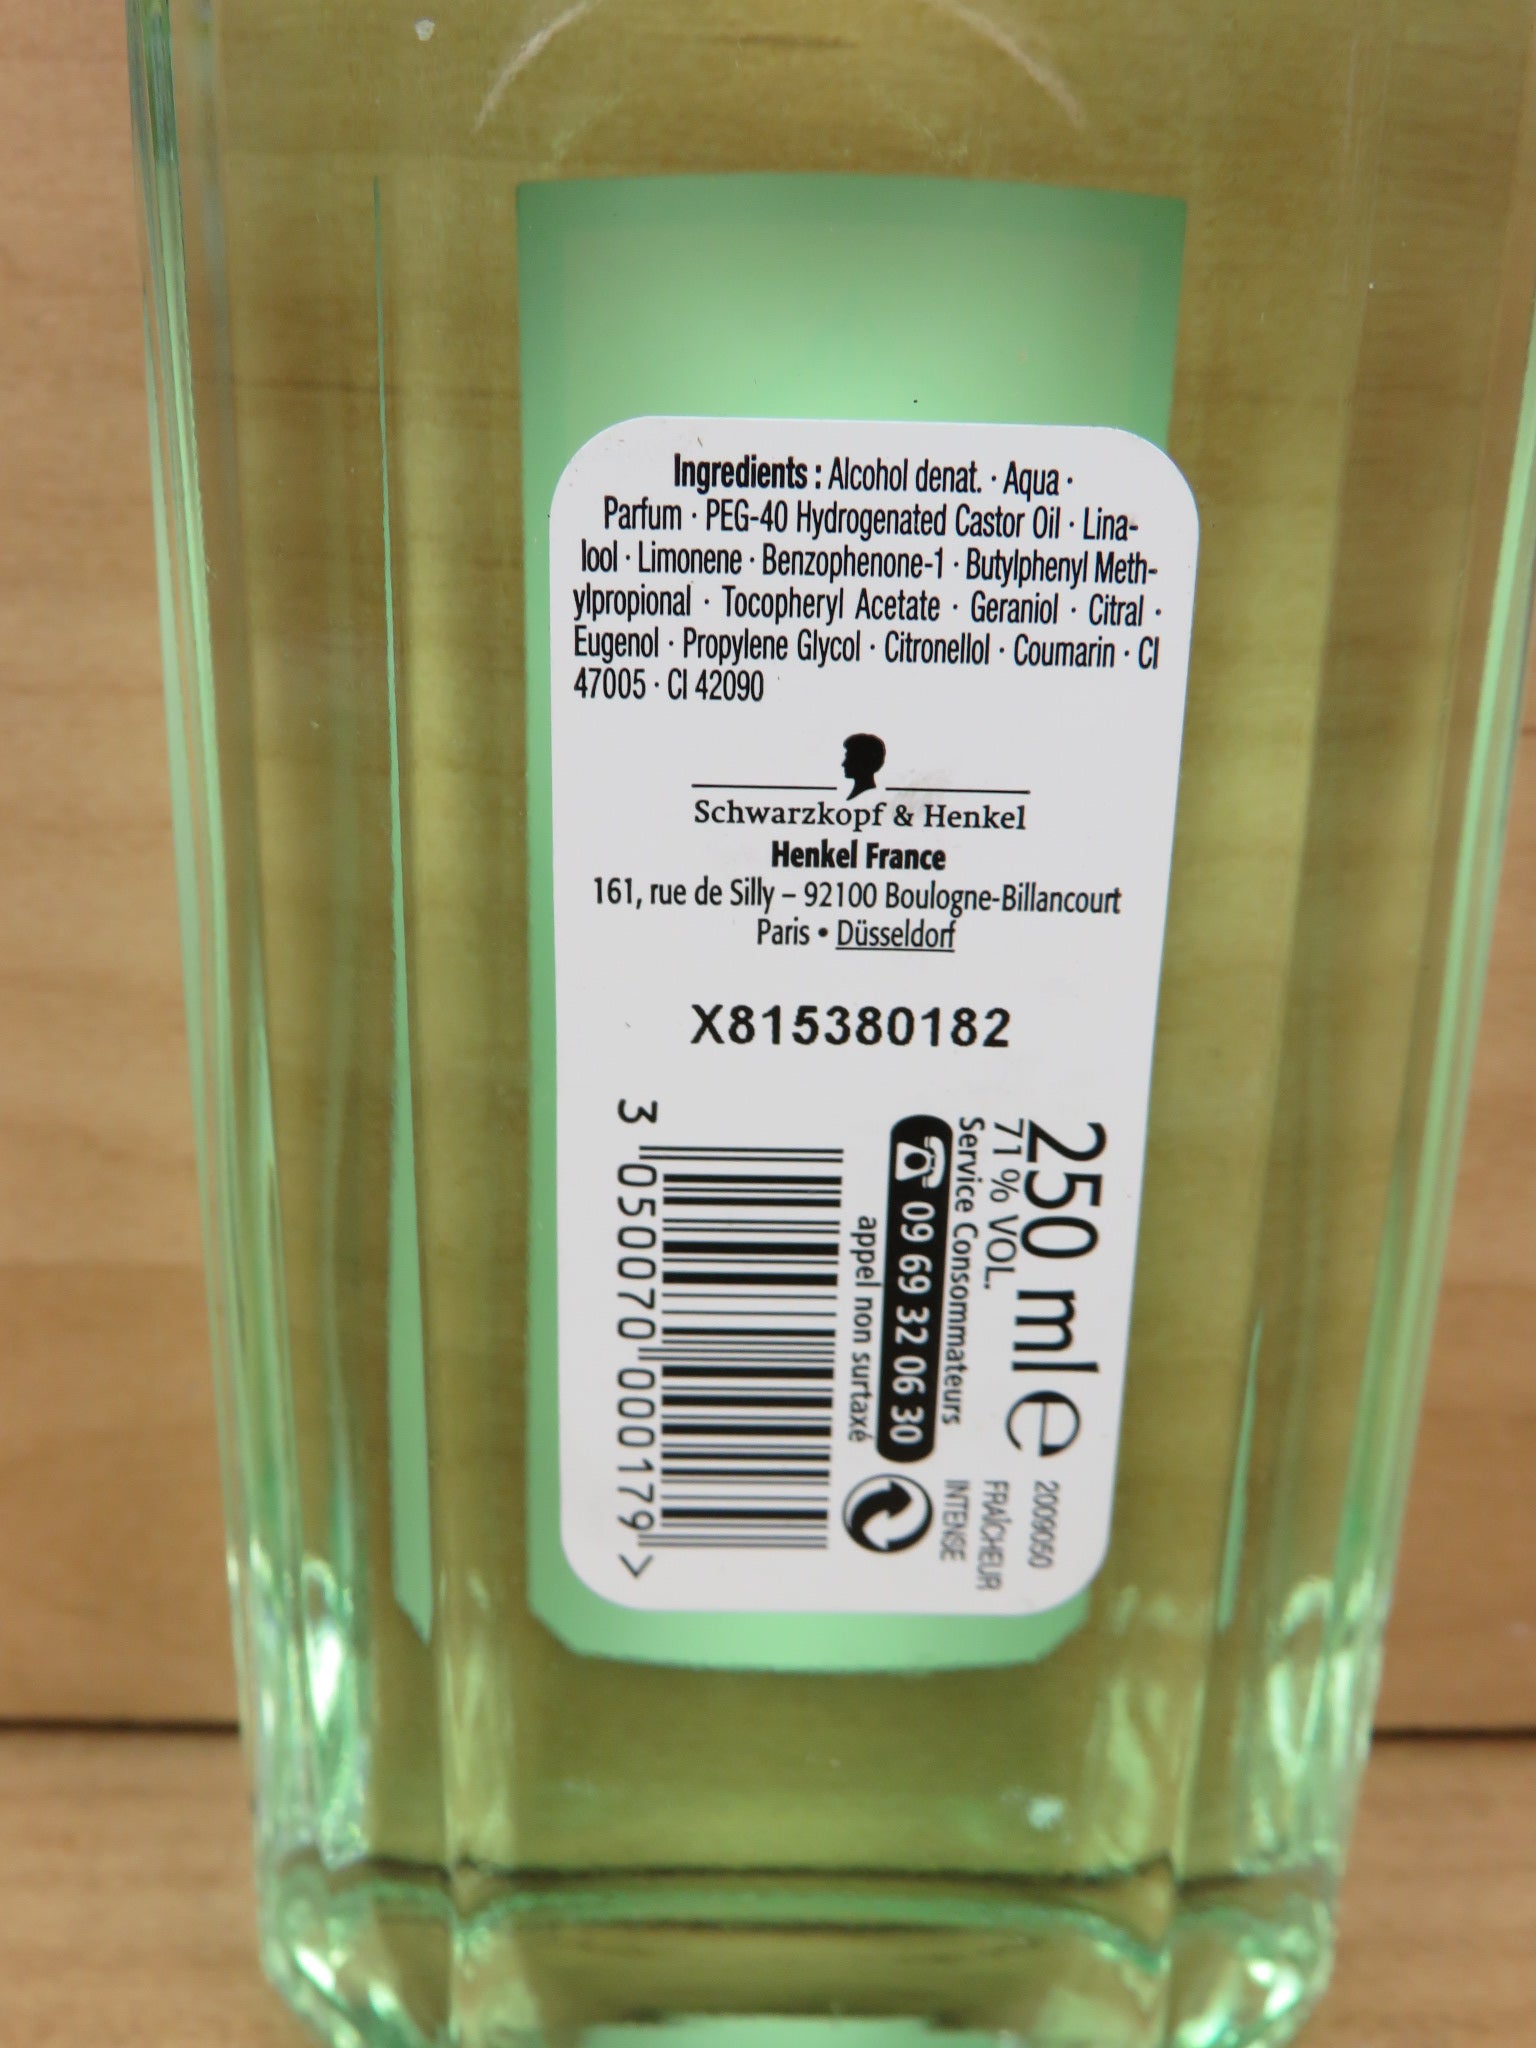 Ingredients : Alcohol denat. · Aqua ·
Parfum · PEG-40 Hydrogenated Castor Oil · Lina-
lool · Limonene · Benzophenone-1 · Butylphenyl Meth-
ylpropional · Tocopheryl Acetate · Geraniol · Citral ·
Eugenol · Propylene Glycol · Citronellol · Coumarin · CI
47005 · CI 42090
Schwarzkopf & Henkel
Henkel France
161, rue de Silly – 92100 Boulogne-Billancourt
Paris • Düsseldorf
X815380182
250 ml e
71 % VOL.
Service Consommateurs
09 69 32 06 30
appel non surtaxé
2009050
FRAÎCHEUR
INTENSE
3 050070 000179 >